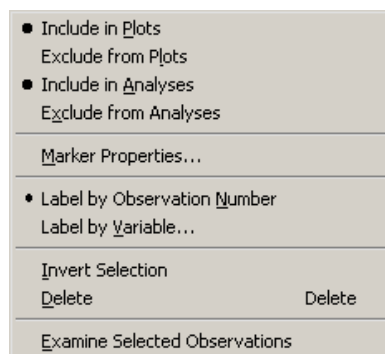 Include in Plots
Exclude from Plots
Include in Analyses
Exclude from Analyses
Marker Properties...
Label by Observation Number
Label by Variable...
Invert Selection
Delete Delete
Examine Selected Observations